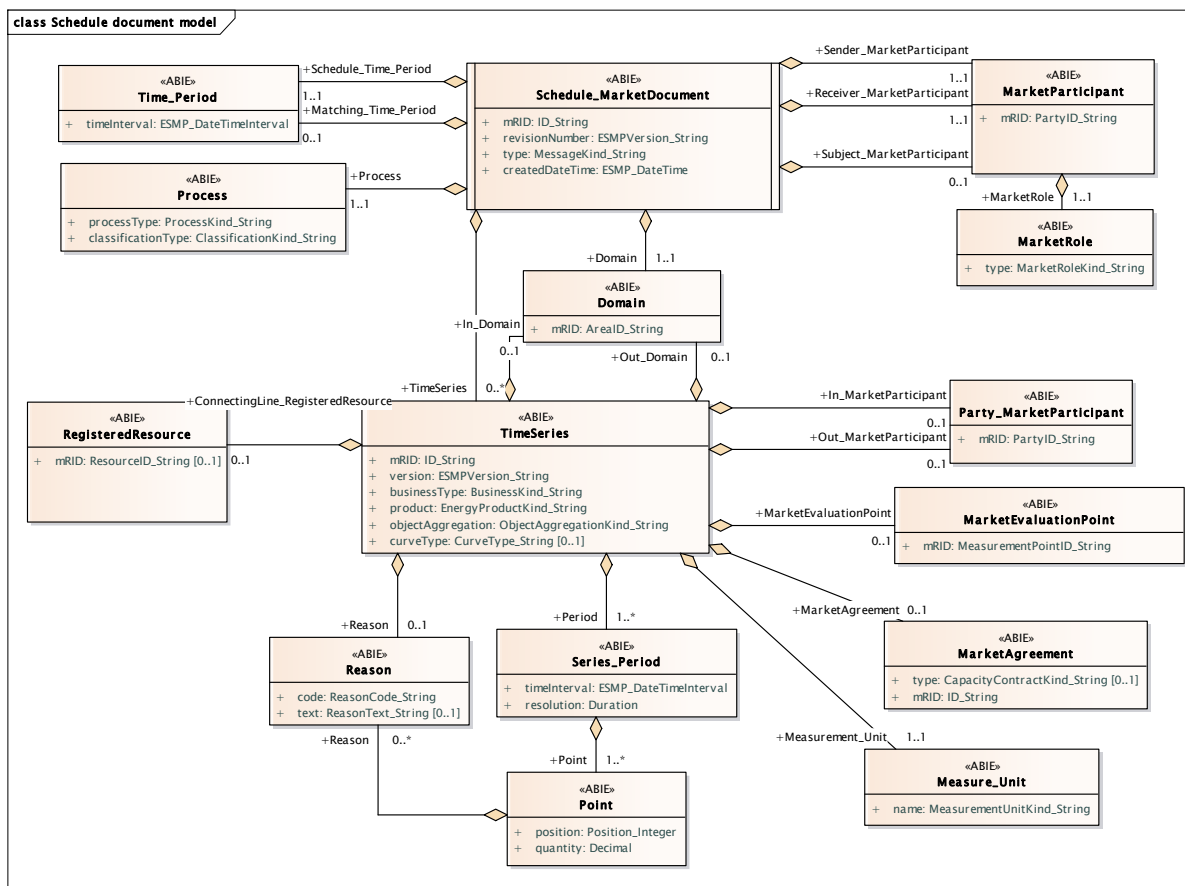 class Schedule document model
«ABIE»
Time_Period
+ timeInterval: ESMP_DateTimeInterval
+Schedule_Time_Period
1..1
+Matching_Time_Period
0..1
«ABIE»
Schedule_MarketDocument
+ mRID: ID_String
+ revisionNumber: ESMPVersion_String
+ type: MessageKind_String
+ createdDateTime: ESMP_DateTime
+Sender_MarketParticipant
1..1
+Receiver_MarketParticipant
1..1
+Subject_MarketParticipant
0..1
«ABIE»
MarketParticipant
+ mRID: PartyID_String
«ABIE»
Process
+ processType: ProcessKind_String
+ classificationType: ClassificationKind_String
+Process
1..1
+MarketRole
1..1
«ABIE»
MarketRole
+ type: MarketRoleKind_String
+Domain
1..1
«ABIE»
Domain
+ mRID: AreaID_String
+In_Domain
0..1
+Out_Domain
0..1
+TimeSeries
0..*
+ConnectingLine_RegisteredResource
0..1
«ABIE»
RegisteredResource
+ mRID: ResourceID_String [0..1]
«ABIE»
TimeSeries
+ mRID: ID_String
+ version: ESMPVersion_String
+ businessType: BusinessKind_String
+ product: EnergyProductKind_String
+ objectAggregation: ObjectAggregationKind_String
+ curveType: CurveType_String [0..1]
+In_MarketParticipant
0..1
+Out_MarketParticipant
0..1
«ABIE»
Party_MarketParticipant
+ mRID: PartyID_String
+MarketEvaluationPoint
0..1
«ABIE»
MarketEvaluationPoint
+ mRID: MeasurementPointID_String
+MarketAgreement
0..1
«ABIE»
MarketAgreement
+ type: CapacityContractKind_String [0..1]
+ mRID: ID_String
+Reason
0..1
«ABIE»
Reason
+ code: ReasonCode_String
+ text: ReasonText_String [0..1]
+Reason
0..*
+Period
1..*
«ABIE»
Series_Period
+ timeInterval: ESMP_DateTimeInterval
+ resolution: Duration
+Point
1..*
«ABIE»
Point
+ position: Position_Integer
+ quantity: Decimal
+Measurement_Unit
1..1
«ABIE»
Measure_Unit
+ name: MeasurementUnitKind_String